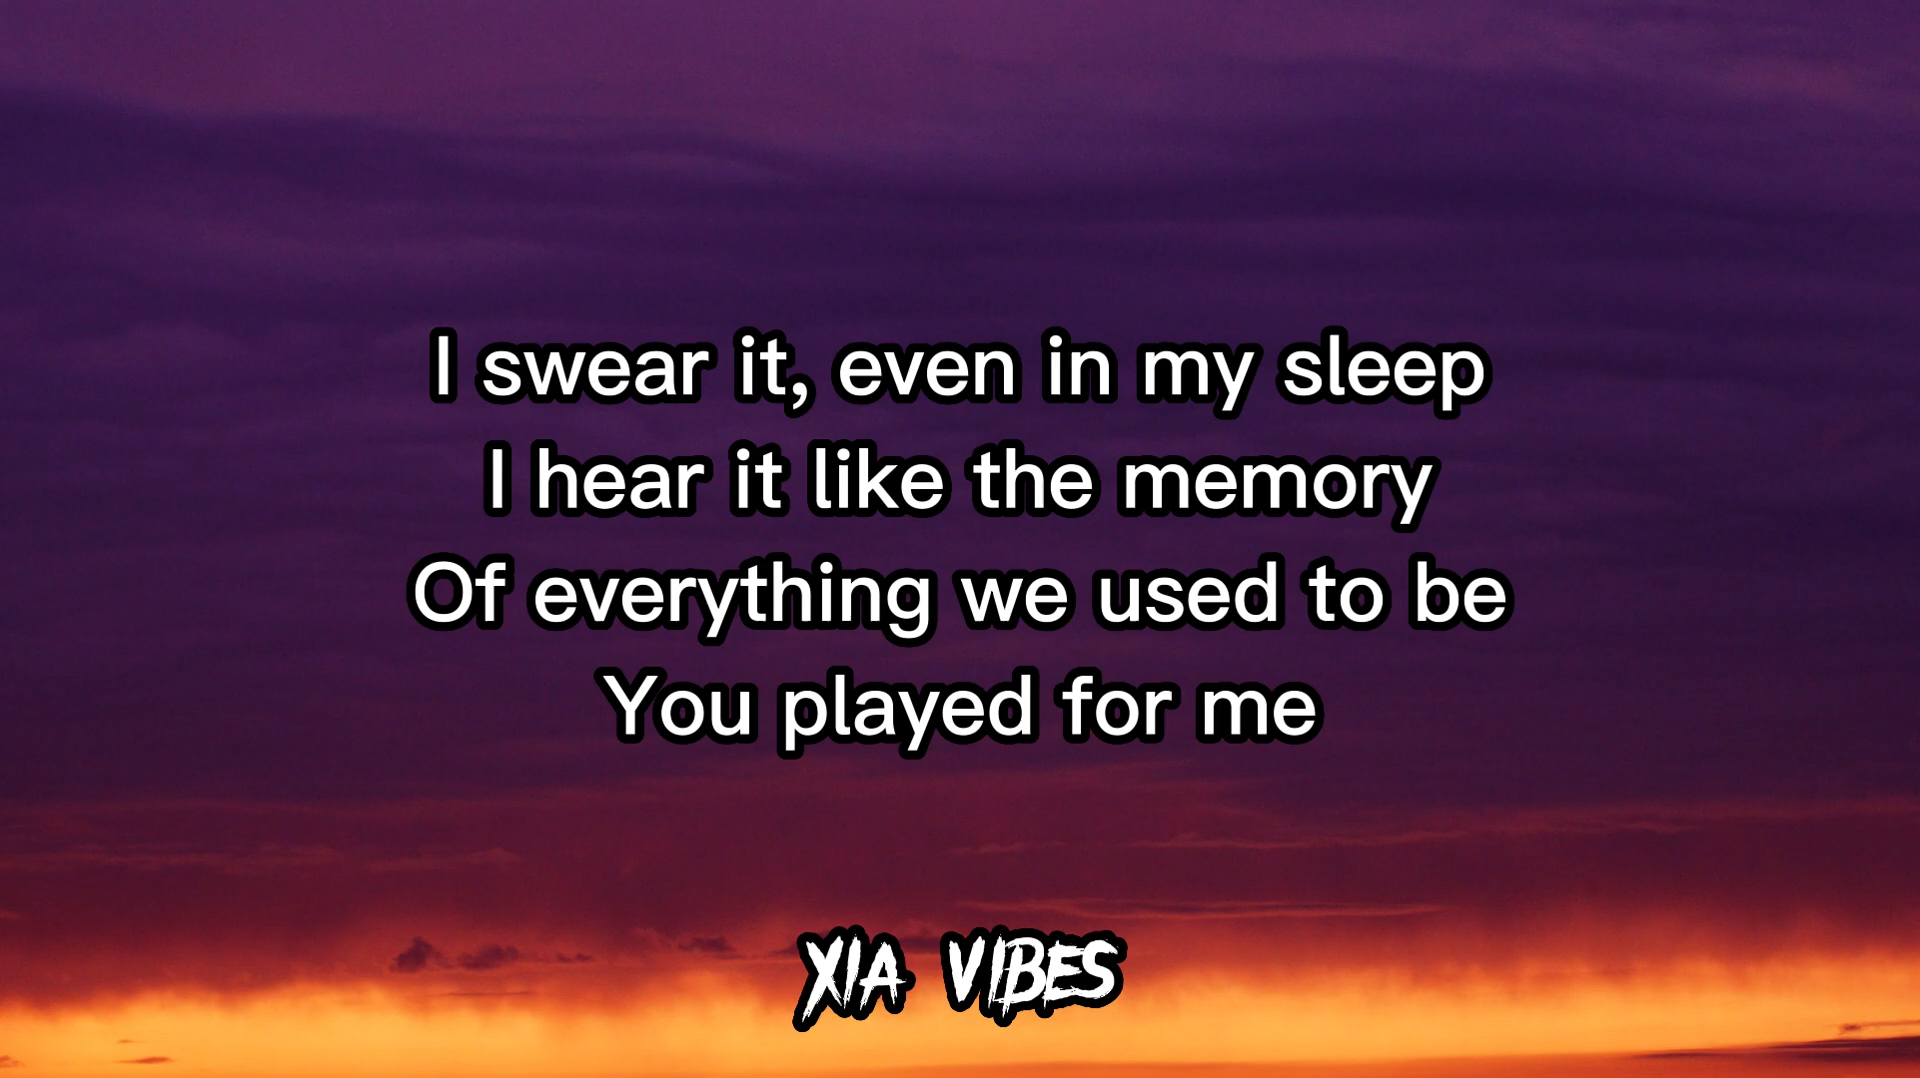 I swear it, even in my sleep
I hear it like the memory
Of everything we used to be
You played for me
XIA VIBES